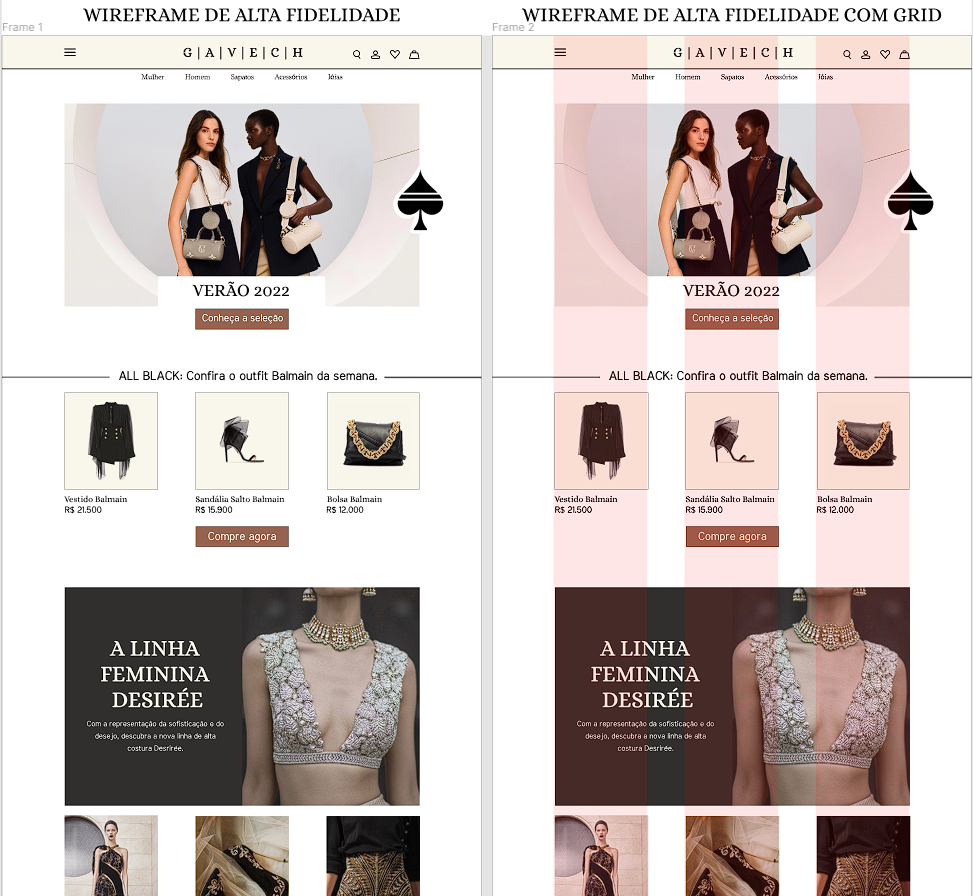 WIREFRAME DE ALTA FIDELIDADE
Frame 1
G | A | V | E | C | H
Mulher Homem Sapatos Acessórios Jóias
VERÃO 2022
Conheça a seleção
ALL BLACK: Confira o outfit Balmain da semana.
Vestido Balmain
R$ 21.500
Sandália Salto Balmain
R$ 15.900
Bolsa Balmain
R$ 12.000
Compre agora
A LINHA
FEMININA
DESIRÉE
Com a representação da sofisticação e do
desejo, descubra a nova linha de alta
costura Desrirée.
WIREFRAME DE ALTA FIDELIDADE COM GRID
Frame 2
G | A | V | E | C | H
Mulher Homem Sapatos Acessórios Jóias
VERÃO 2022
Conheça a seleção
ALL BLACK: Confira o outfit Balmain da semana.
Vestido Balmain
R$ 21.500
Sandália Salto Balmain
R$ 15.900
Bolsa Balmain
R$ 12.000
Compre agora
A LINHA
FEMININA
DESIRÉE
Com a representação da sofisticação e do
desejo, descubra a nova linha de alta
costura Desrirée.